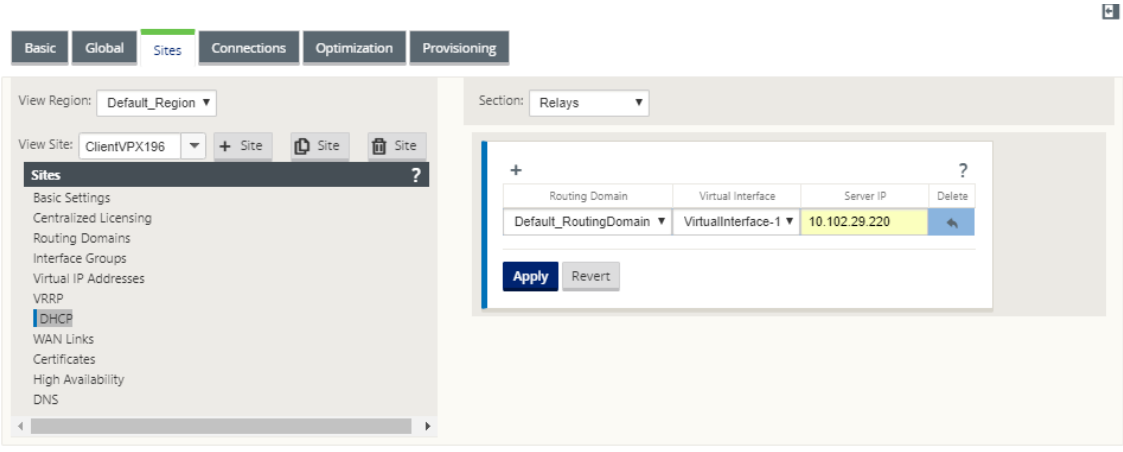 Basic Global Sites Connections Optimization Provisioning
View Region: Default_Region
Section: Relays
View Site: ClientVPX196 + Site Site Site
Sites ?
Basic Settings
Centralized Licensing
Routing Domains
Interface Groups
Virtual IP Addresses
VRRP
DHCP
WAN Links
Certificates
High Availability
DNS
+ ?
Routing Domain Virtual Interface Server IP Delete
Default_RoutingDomain VirtualInterface-1 10.102.29.220
Apply Revert